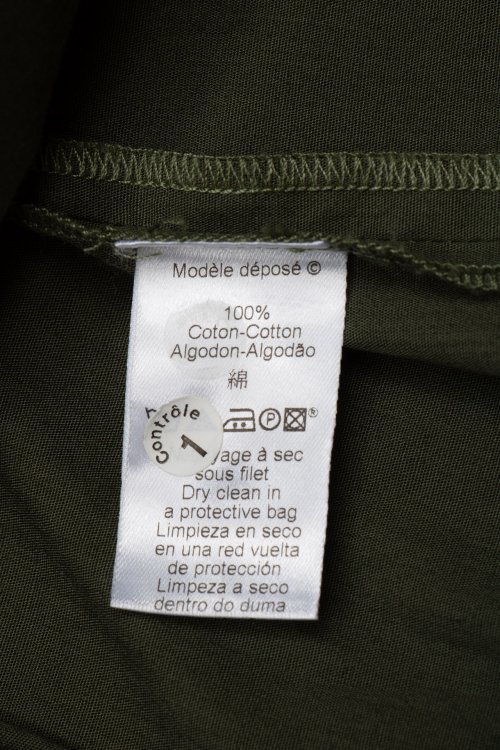 Modèle déposé ©
100%
Coton-Cotton
Algodon-Algodão
綿
Contrôle
1
P
®
à sec
sous filet
Dry clean in
a protective bag
Limpieza en seco
en una red vuelta
de protección
Limpeza a seco
dentro do duma